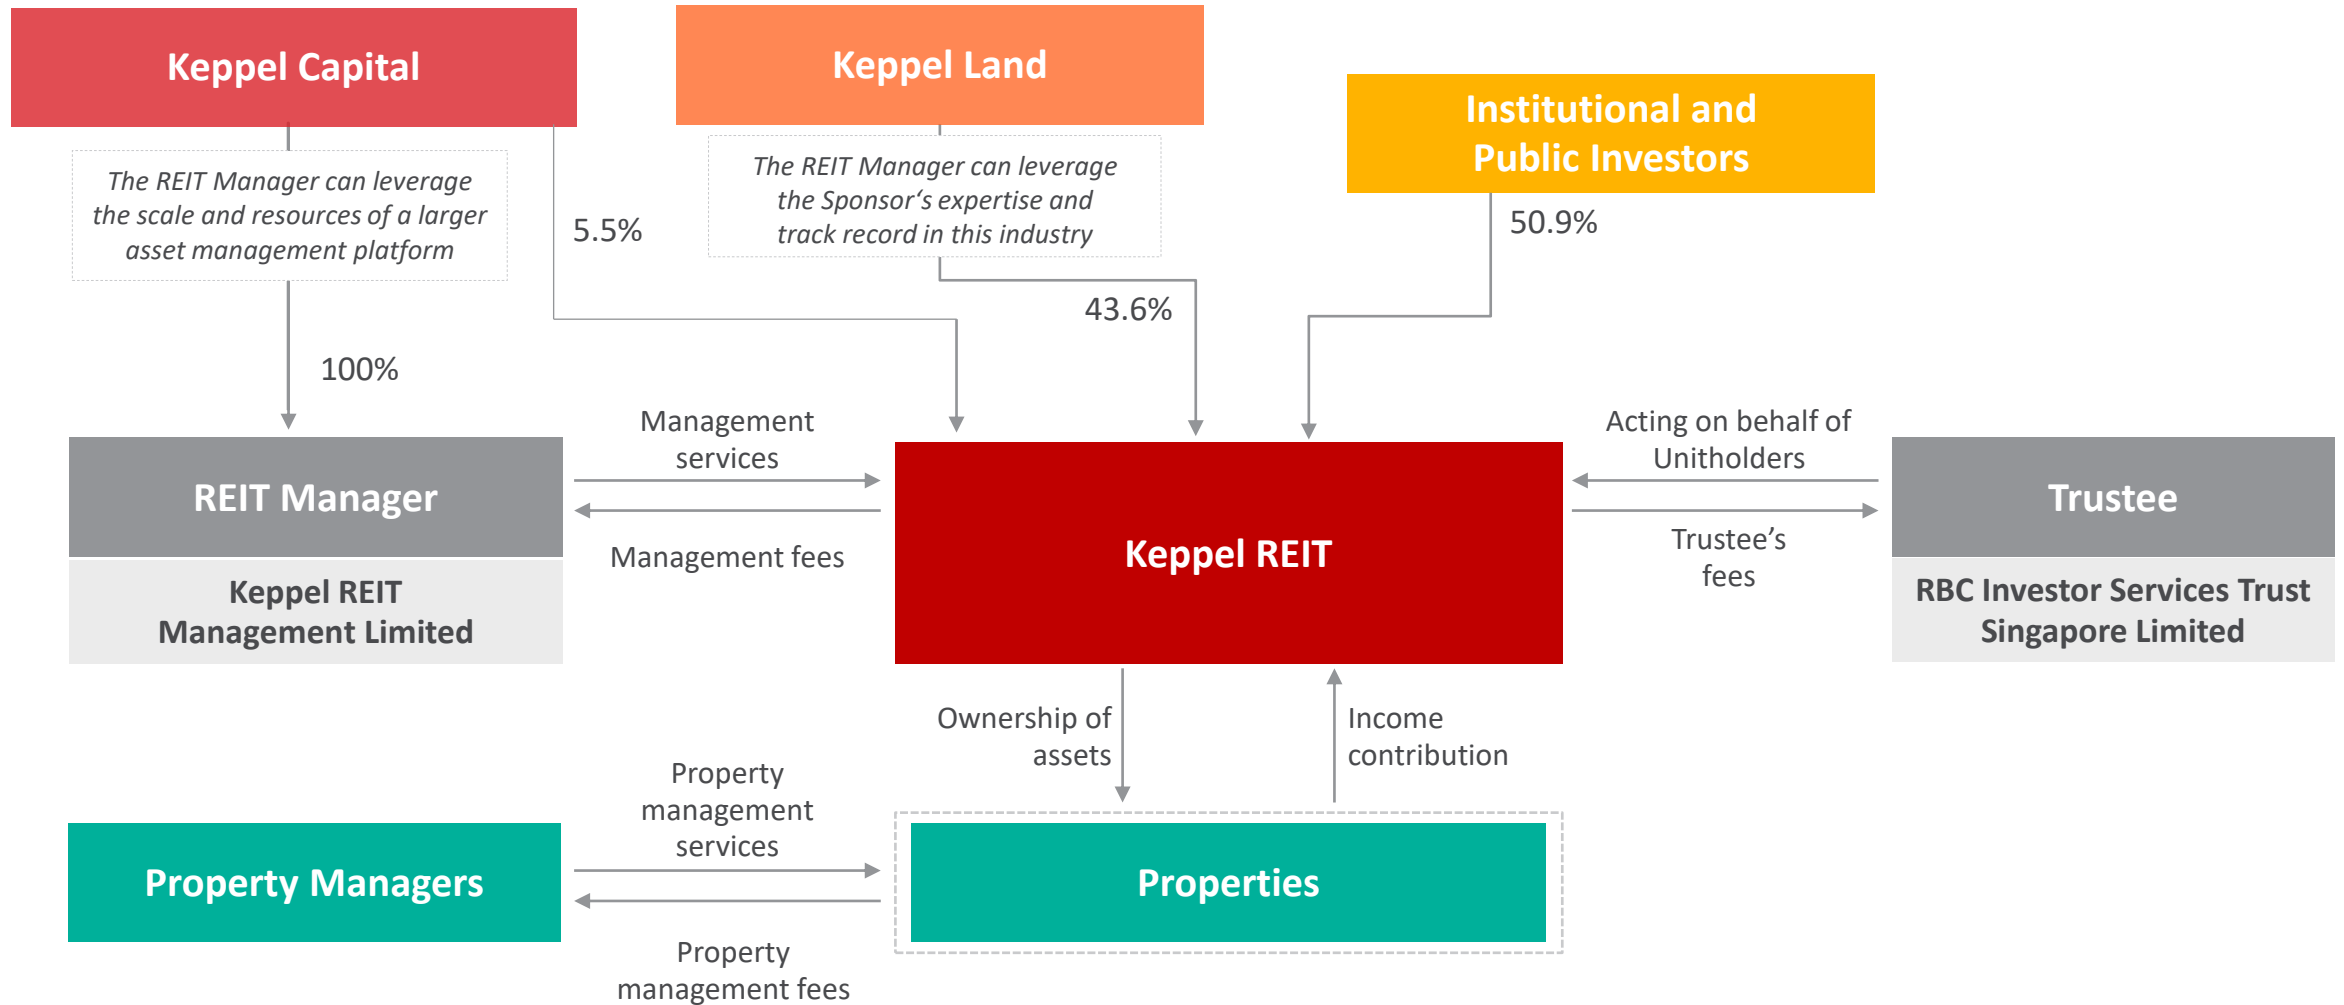 Keppel Capital
Keppel Land
Institutional and
Public Investors
The REIT Manager can leverage
the scale and resources of a larger
asset management platform
The REIT Manager can leverage
the Sponsor‘s expertise and
track record in this industry
5.5%
50.9%
43.6%
100%
Management
services
Acting on behalf of
Unitholders
REIT Manager
Keppel REIT
Management Limited
Management fees
Keppel REIT
Trustee’s
fees
Trustee
RBC Investor Services Trust
Singapore Limited
Ownership of
assets
Income
contribution
Property
management
services
Property Managers
Properties
Property
management fees